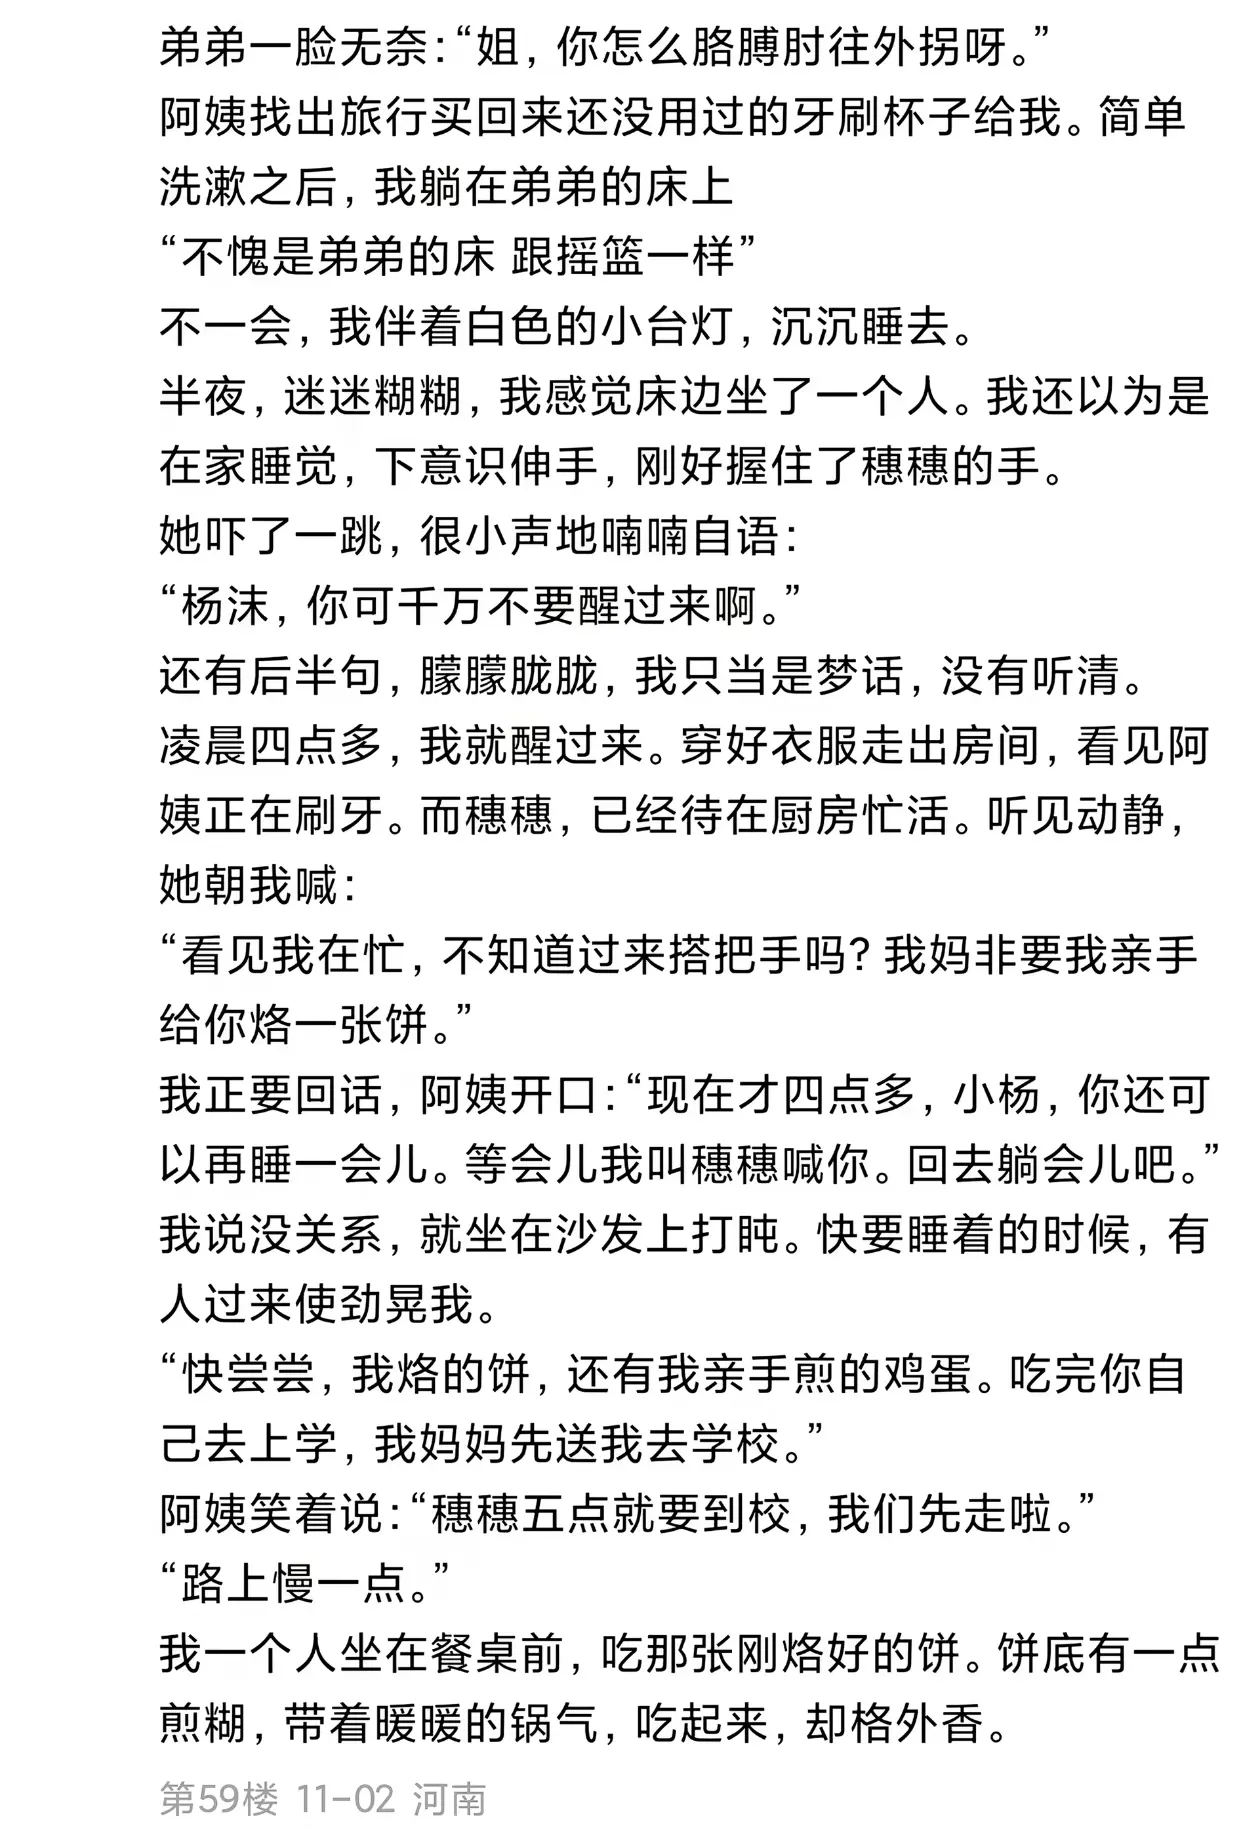 弟弟一脸无奈：“姐，你怎么胳膊肘往外拐呀。”
阿姨找出旅行买回来还没用过的牙刷杯子给我。简单
洗漱之后，我躺在弟弟的床上
“不愧是弟弟的床 跟摇篮一样”
不一会，我伴着白色的小台灯，沉沉睡去。
半夜，迷迷糊糊，我感觉床边坐了一个人。我还以为是
在家睡觉，下意识伸手，刚好握住了穗穗的手。
她吓了一跳，很小声地喃喃自语：
“杨沫，你可千万不要醒过来啊。”
还有后半句，朦朦胧胧，我只当是梦话，没有听清。
凌晨四点多，我就醒过来。穿好衣服走出房间，看见阿
姨正在刷牙。而穗穗，已经待在厨房忙活。听见动静，
她朝我喊：
“看见我在忙，不知道过来搭把手吗？我妈非要我亲手
给你烙一张饼。”
我正要回话，阿姨开口：“现在才四点多，小杨，你还可
以再睡一会儿。等会儿我叫穗穗喊你。回去躺会儿吧。”
我说没关系，就坐在沙发上打盹。快要睡着的时候，有
人过来使劲晃我。
“快尝尝，我烙的饼，还有我亲手煎的鸡蛋。吃完你自
己去上学，我妈妈先送我去学校。”
阿姨笑着说：“穗穗五点就要到校，我们先走啦。”
“路上慢一点。”
我一个人坐在餐桌前，吃那张刚烙好的饼。饼底有一点
煎糊，带着暖暖的锅气，吃起来，却格外香。
第59楼 11-02 河南